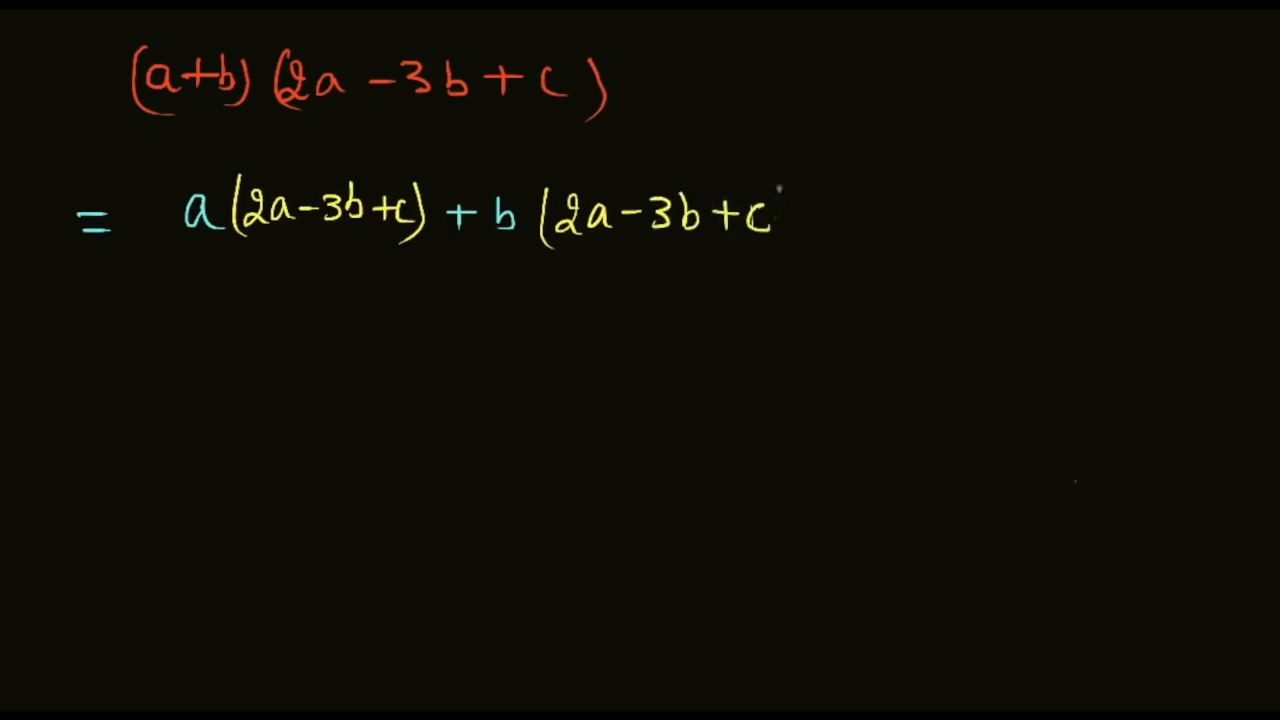 (a+b) (2a -3b + c)
= a (2a-3b+c) + b (2a-3b+c